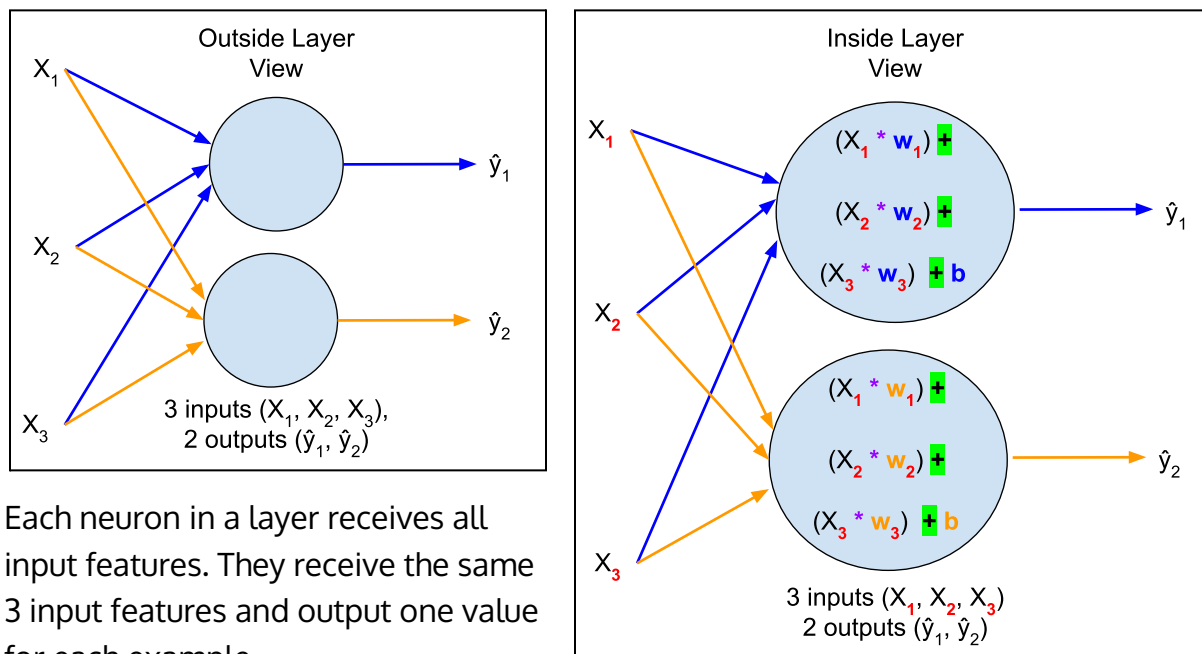 Outside Layer
View
X₁
X₂
X₃
ŷ₁
ŷ₂
3 inputs (X₁, X₂, X₃),
2 outputs (ŷ₁, ŷ₂)
Each neuron in a layer receives all
input features. They receive the same
3 input features and output one value
for each example
Inside Layer
View
X₁
X₂
X₃
(X₁ * w₁) +
(X₂ * w₂) +
(X₃ * w₃) + b
ŷ₁
(X₁ * w₁) +
(X₂ * w₂) +
(X₃ * w₃) + b
ŷ₂
3 inputs (X₁, X₂, X₃)
2 outputs (ŷ₁, ŷ₂)